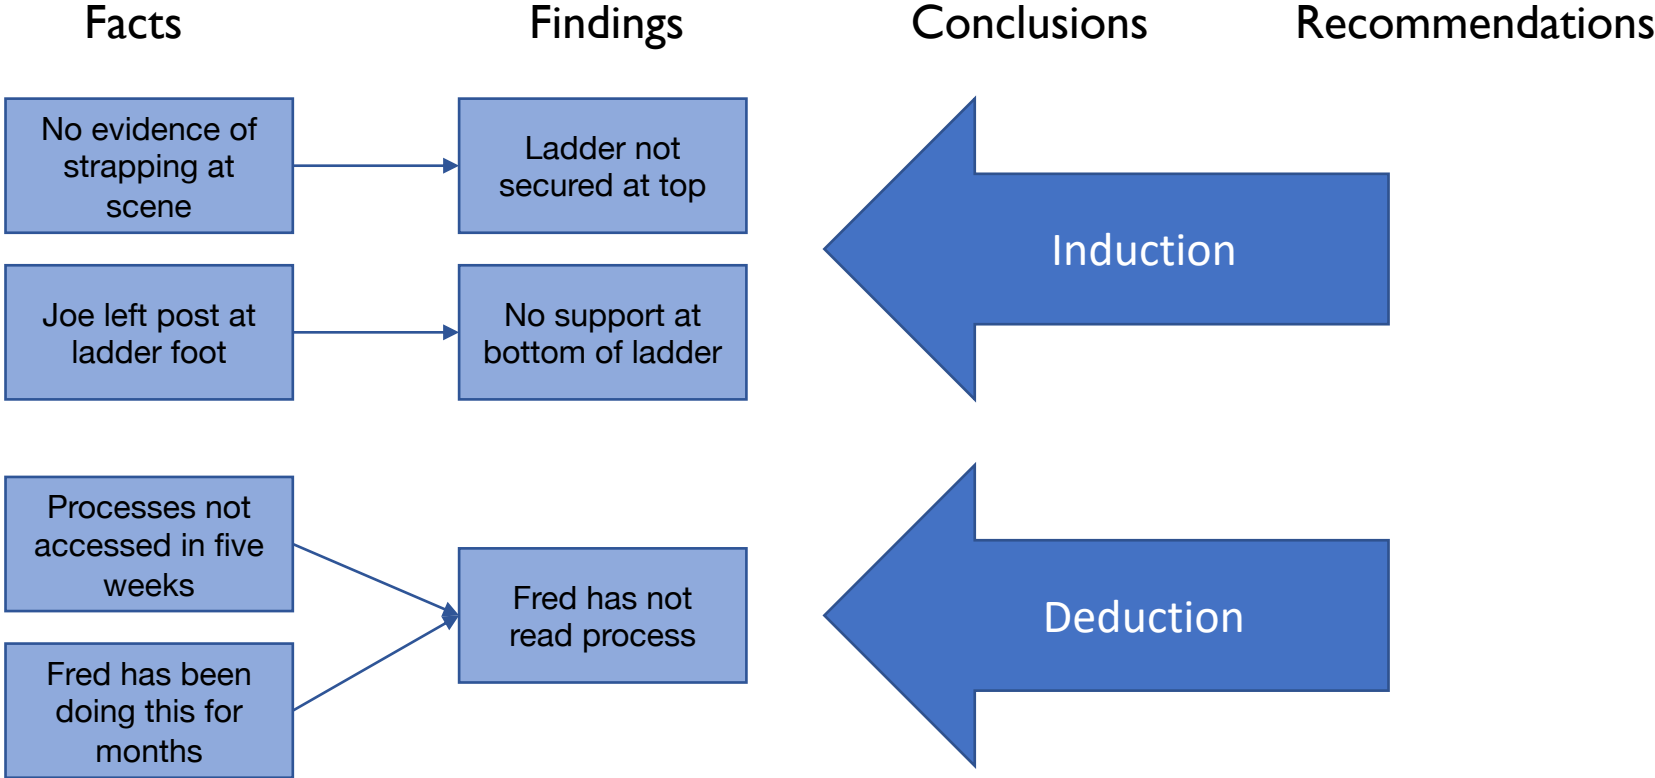 Facts
Findings
Conclusions
Recommendations
No evidence of
strapping at
scene
Ladder not
secured at top
Induction
Joe left post at
ladder foot
No support at
bottom of ladder
Processes not
accessed in five
weeks
Fred has not
read process
Deduction
Fred has been
doing this for
months